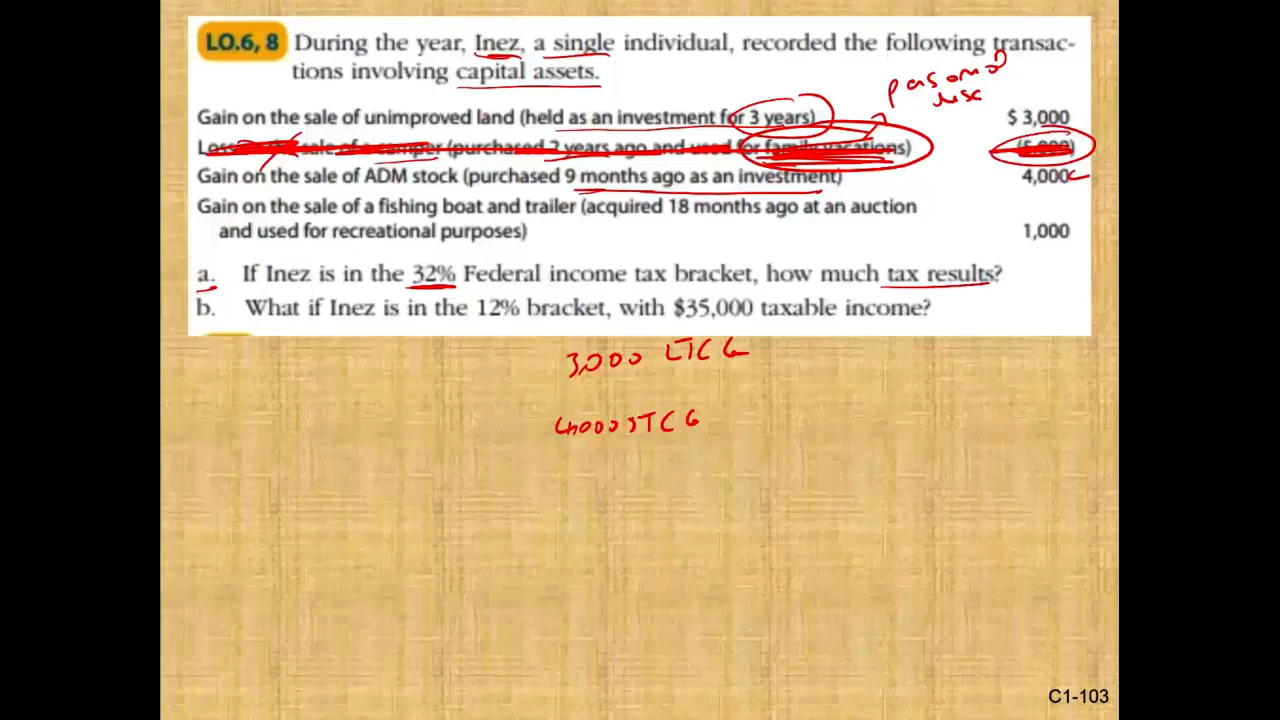 LO.6, 8 During the year, Inez, a single individual, recorded the following transac-
tions involving capital assets.
personal
use
Gain on the sale of unimproved land (held as an investment for 3 years) $ 3,000
Loss on the sale of a camper (purchased 2 years ago and used for family vacations) (5,000)
Gain on the sale of ADM stock (purchased 9 months ago as an investment) 4,000
Gain on the sale of a fishing boat and trailer (acquired 18 months ago at an auction
and used for recreational purposes) 1,000
a. If Inez is in the 32% Federal income tax bracket, how much tax results?
b. What if Inez is in the 12% bracket, with $35,000 taxable income?
3,000 LTCG
4000 STCG
C1-103